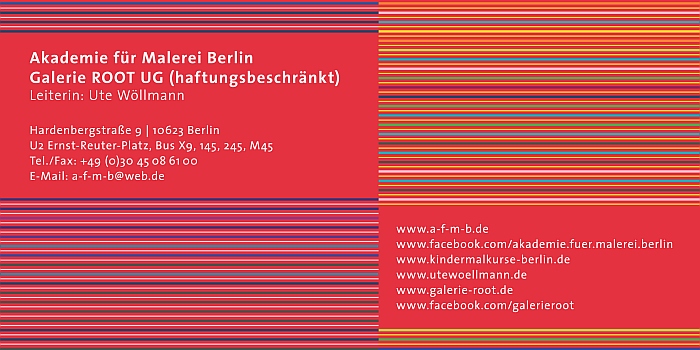 Akademie für Malerei Berlin
Galerie ROOT UG (haftungsbeschränkt)
Leiterin: Ute Wöllmann
Hardenbergstraße 9 | 10623 Berlin
U2 Ernst-Reuter-Platz, Bus X9, 145, 245, M45
Tel./Fax: +49 (0)30 45 08 61 00
E-Mail: a-f-m-b@web.de
www.a-f-m-b.de
www.facebook.com/akademie.fuer.malerei.berlin
www.kindermalkurse-berlin.de
www.utewoellmann.de
www.galerie-root.de
www.facebook.com/galerieroot